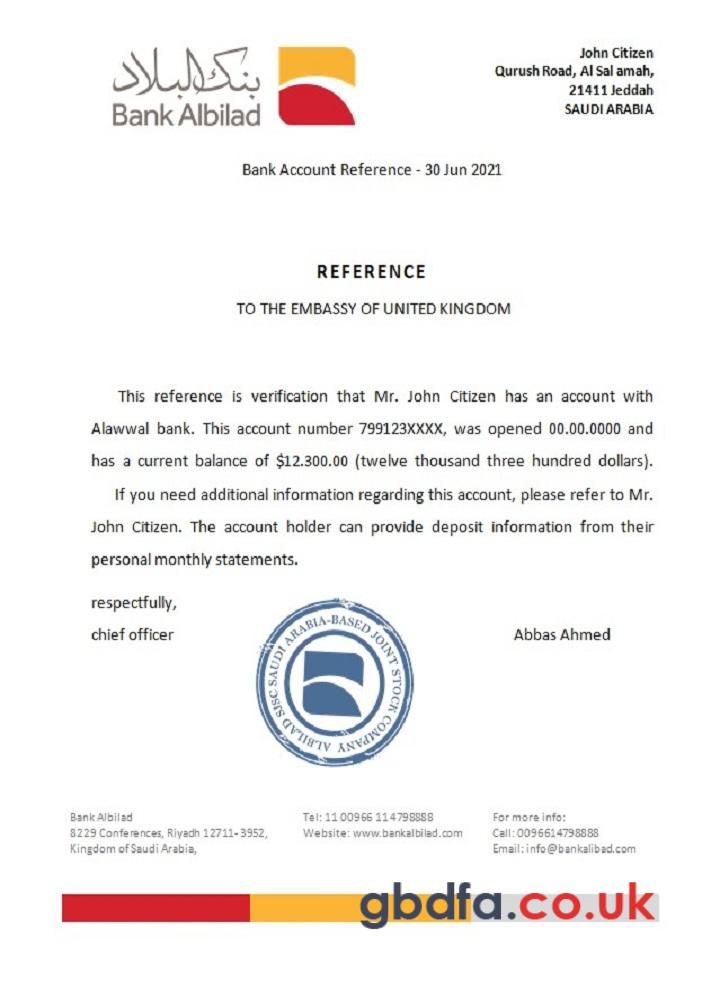 بنك البلاد
Bank Albilad
John Citizen
Qurush Road, Al Salamah,
21411 Jeddah
SAUDI ARABIA
Bank Account Reference - 30 Jun 2021
REFERENCE
TO THE EMBASSY OF UNITED KINGDOM
This reference is verification that Mr. John Citizen has an account with
Alawwal bank. This account number 799123XXXX, was opened 00.00.0000 and
has a current balance of $12.300.00 (twelve thousand three hundred dollars).
If you need additional information regarding this account, please refer to Mr.
John Citizen. The account holder can provide deposit information from their
personal monthly statements.
respectfully,
chief officer
Abbas Ahmed
ALBILAD SJSC SAUDI ARABIA-BASED JOINT STOCK COMPANY
Bank Albilad
8229 Conferences, Riyadh 12711-3952,
Kingdom of Saudi Arabia,
Tel: 11 00966 114798888
Website: www.bankalbilad.com
For more info:
Call: 0096614798888
Email: info@bankalibad.com
gbdfa.co.uk